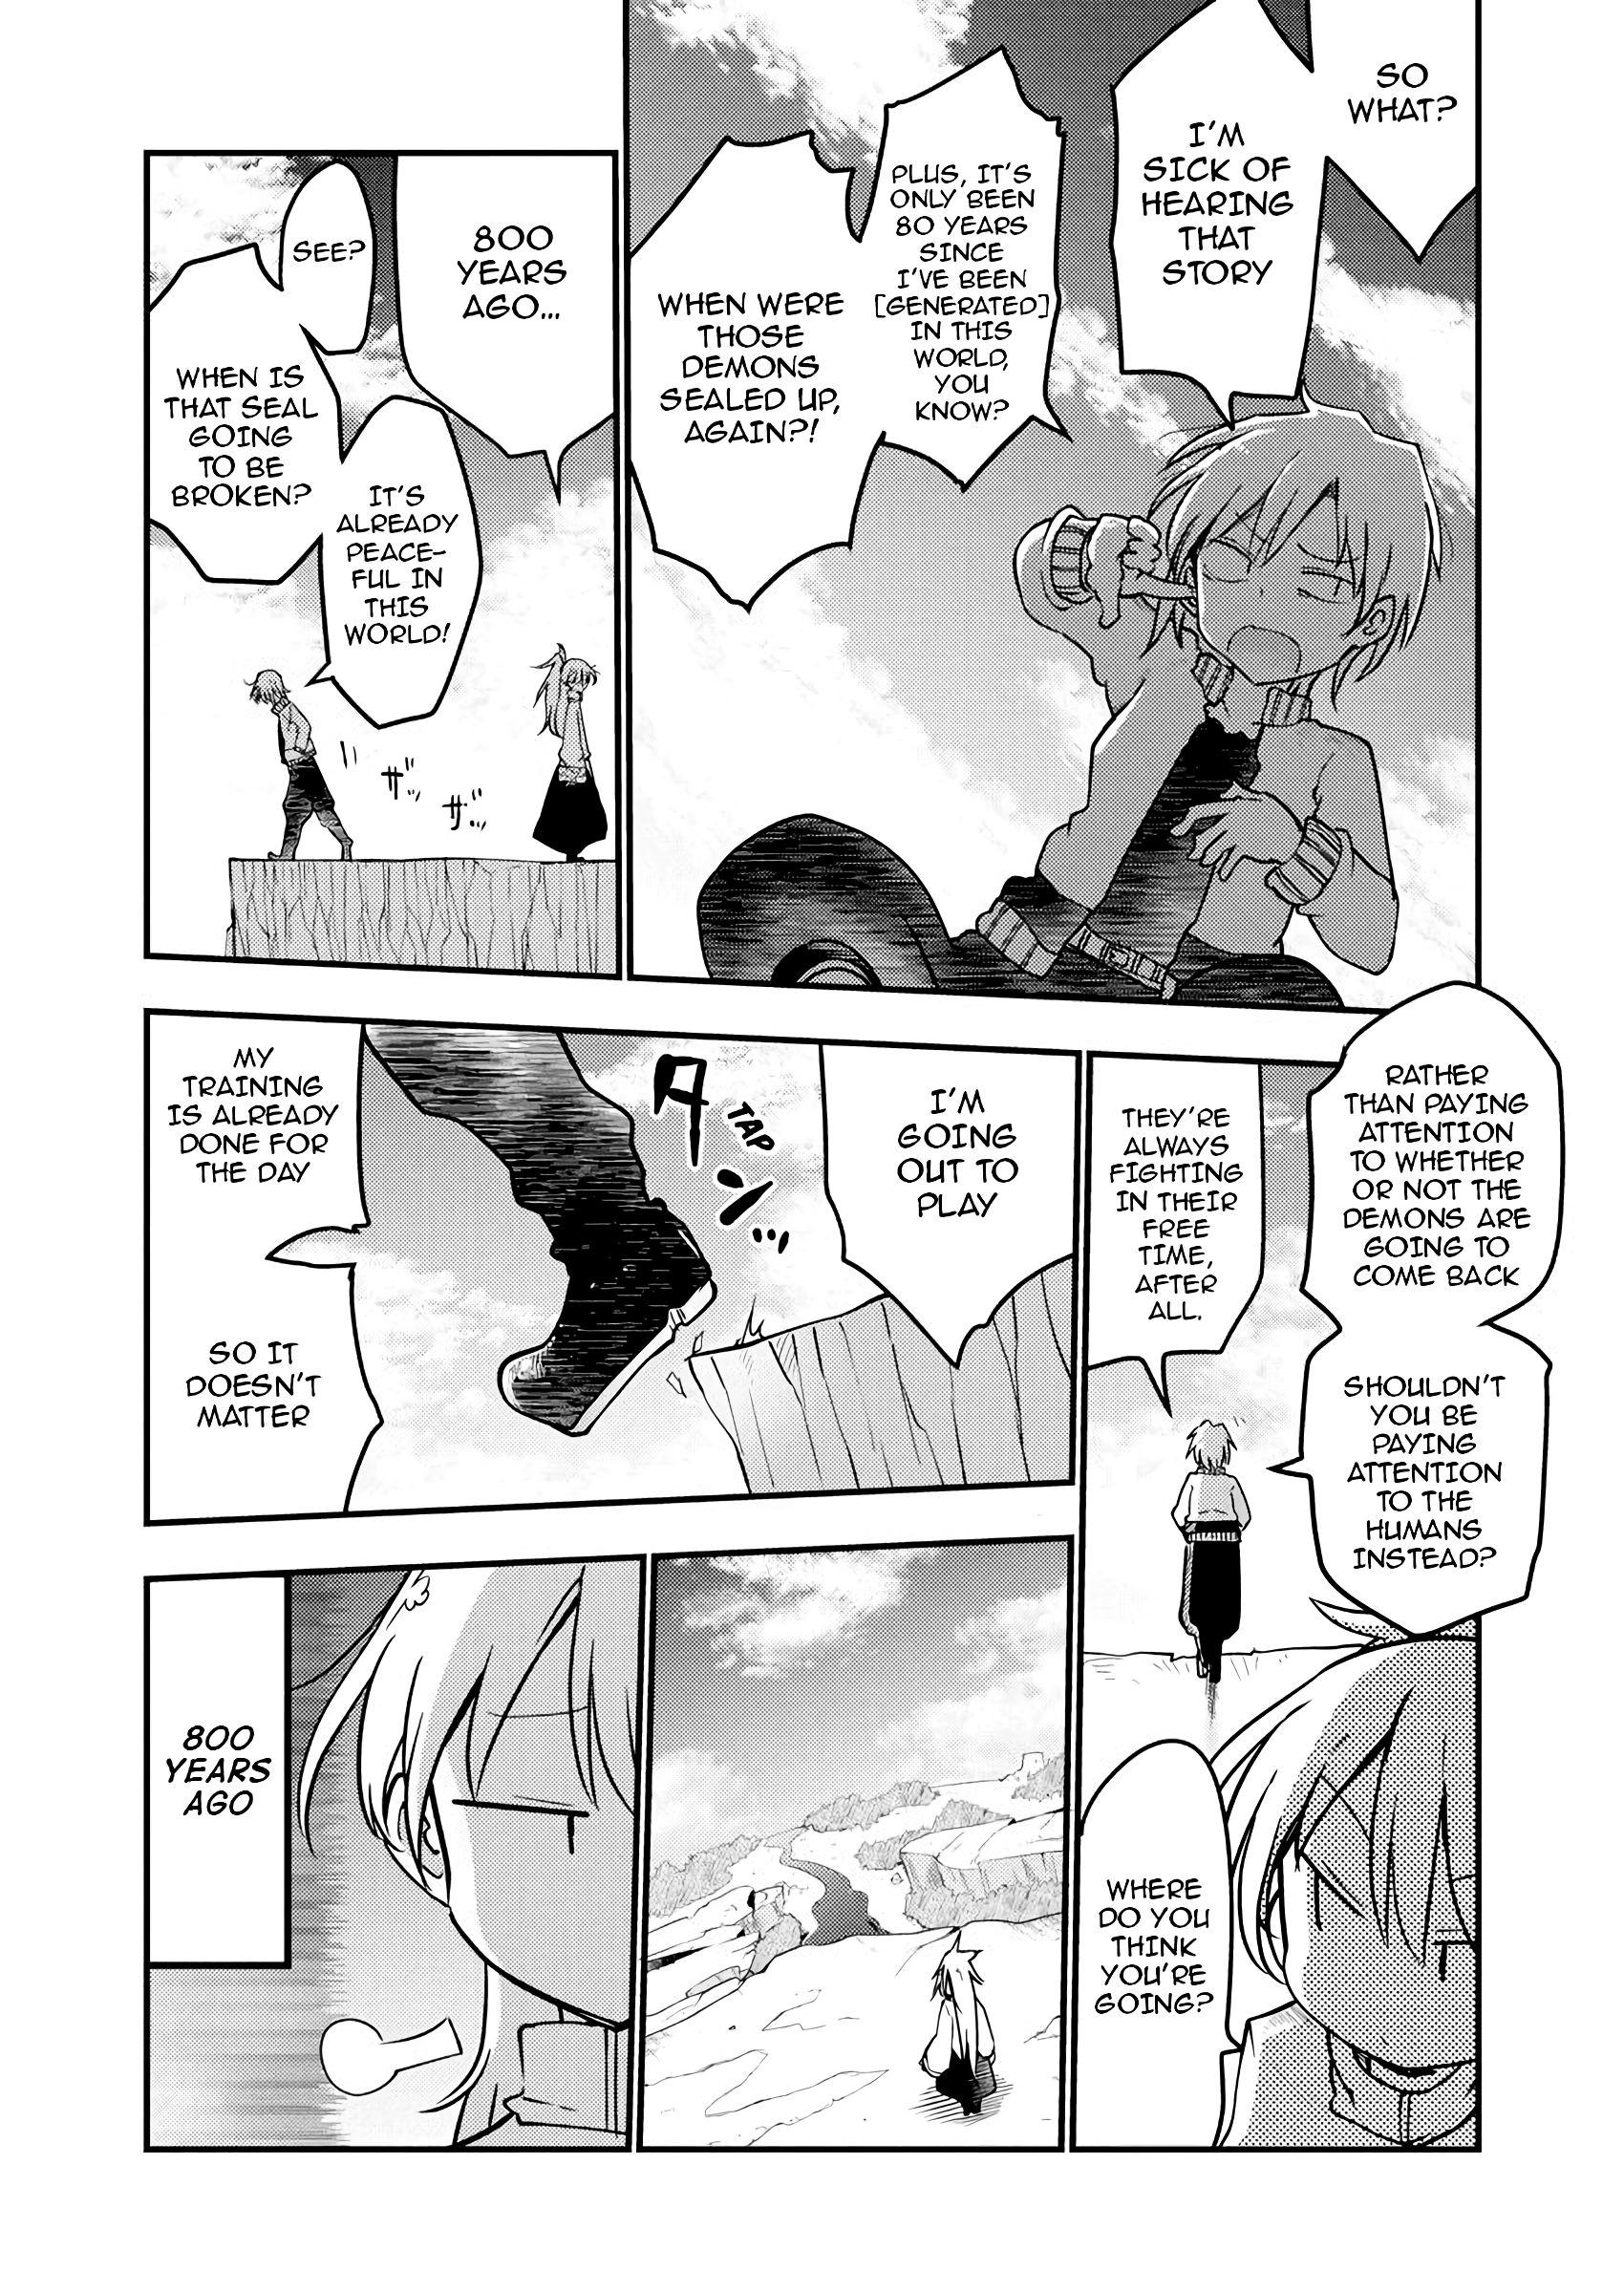 SO
WHAT?
I'M
SICK OF
HEARING
THAT
STORY
PLUS, IT'S
ONLY BEEN
80 YEARS
SINCE
I'VE BEEN
[GENERATED]
IN THIS
WORLD,
YOU
KNOW?
WHEN WERE
THOSE
DEMONS
SEALED UP,
AGAIN?!
800
YEARS
AGO...
SEE?
WHEN IS
THAT SEAL
GOING
TO BE
BROKEN?
IT'S
ALREADY
PEACE-
FUL IN
THIS
WORLD!
ザッ
ザッ
RATHER
THAN PAYING
ATTENTION
TO WHETHER
OR NOT THE
DEMONS ARE
GOING TO
COME BACK
SHOULDN'T
YOU BE
PAYING
ATTENTION
TO THE
HUMANS
INSTEAD?
THEY'RE
ALWAYS
FIGHTING
IN THEIR
FREE
TIME,
AFTER
ALL.
I'M
GOING
OUT TO
PLAY
タンッ
TAP
MY
TRAINING
IS ALREADY
DONE FOR
THE DAY
SO IT
DOESN'T
MATTER
WHERE
DO YOU
THINK
YOU'RE
GOING?
800
YEARS
AGO